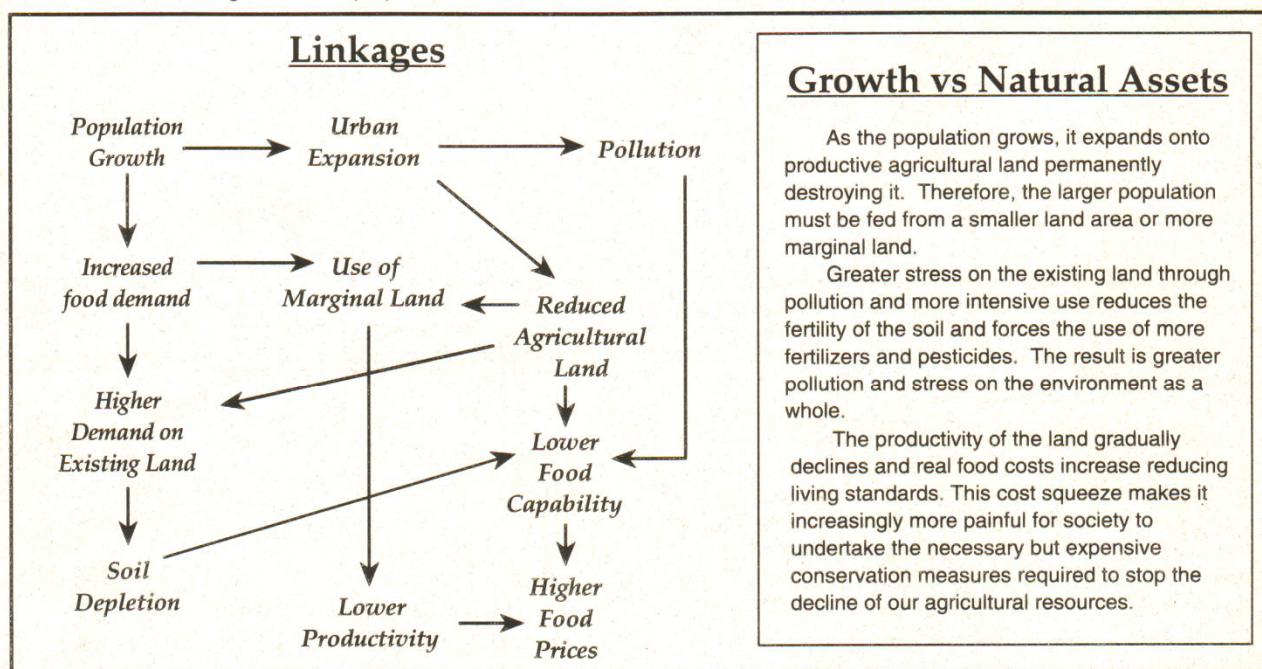 Linkages
Population
Growth
Urban
Expansion
Pollution
Increased
food demand
Use of
Marginal Land
Reduced
Agricultural
Land
Higher
Demand on
Existing Land
Lower
Food
Capability
Soil
Depletion
Lower
Productivity
Higher
Food
Prices
Growth vs Natural Assets
As the population grows, it expands onto
productive agricultural land permanently
destroying it. Therefore, the larger population
must be fed from a smaller land area or more
marginal land.
Greater stress on the existing land through
pollution and more intensive use reduces the
fertility of the soil and forces the use of more
fertilizers and pesticides. The result is greater
pollution and stress on the environment as a
whole.
The productivity of the land gradually
declines and real food costs increase reducing
living standards. This cost squeeze makes it
increasingly more painful for society to
undertake the necessary but expensive
conservation measures required to stop the
decline of our agricultural resources.